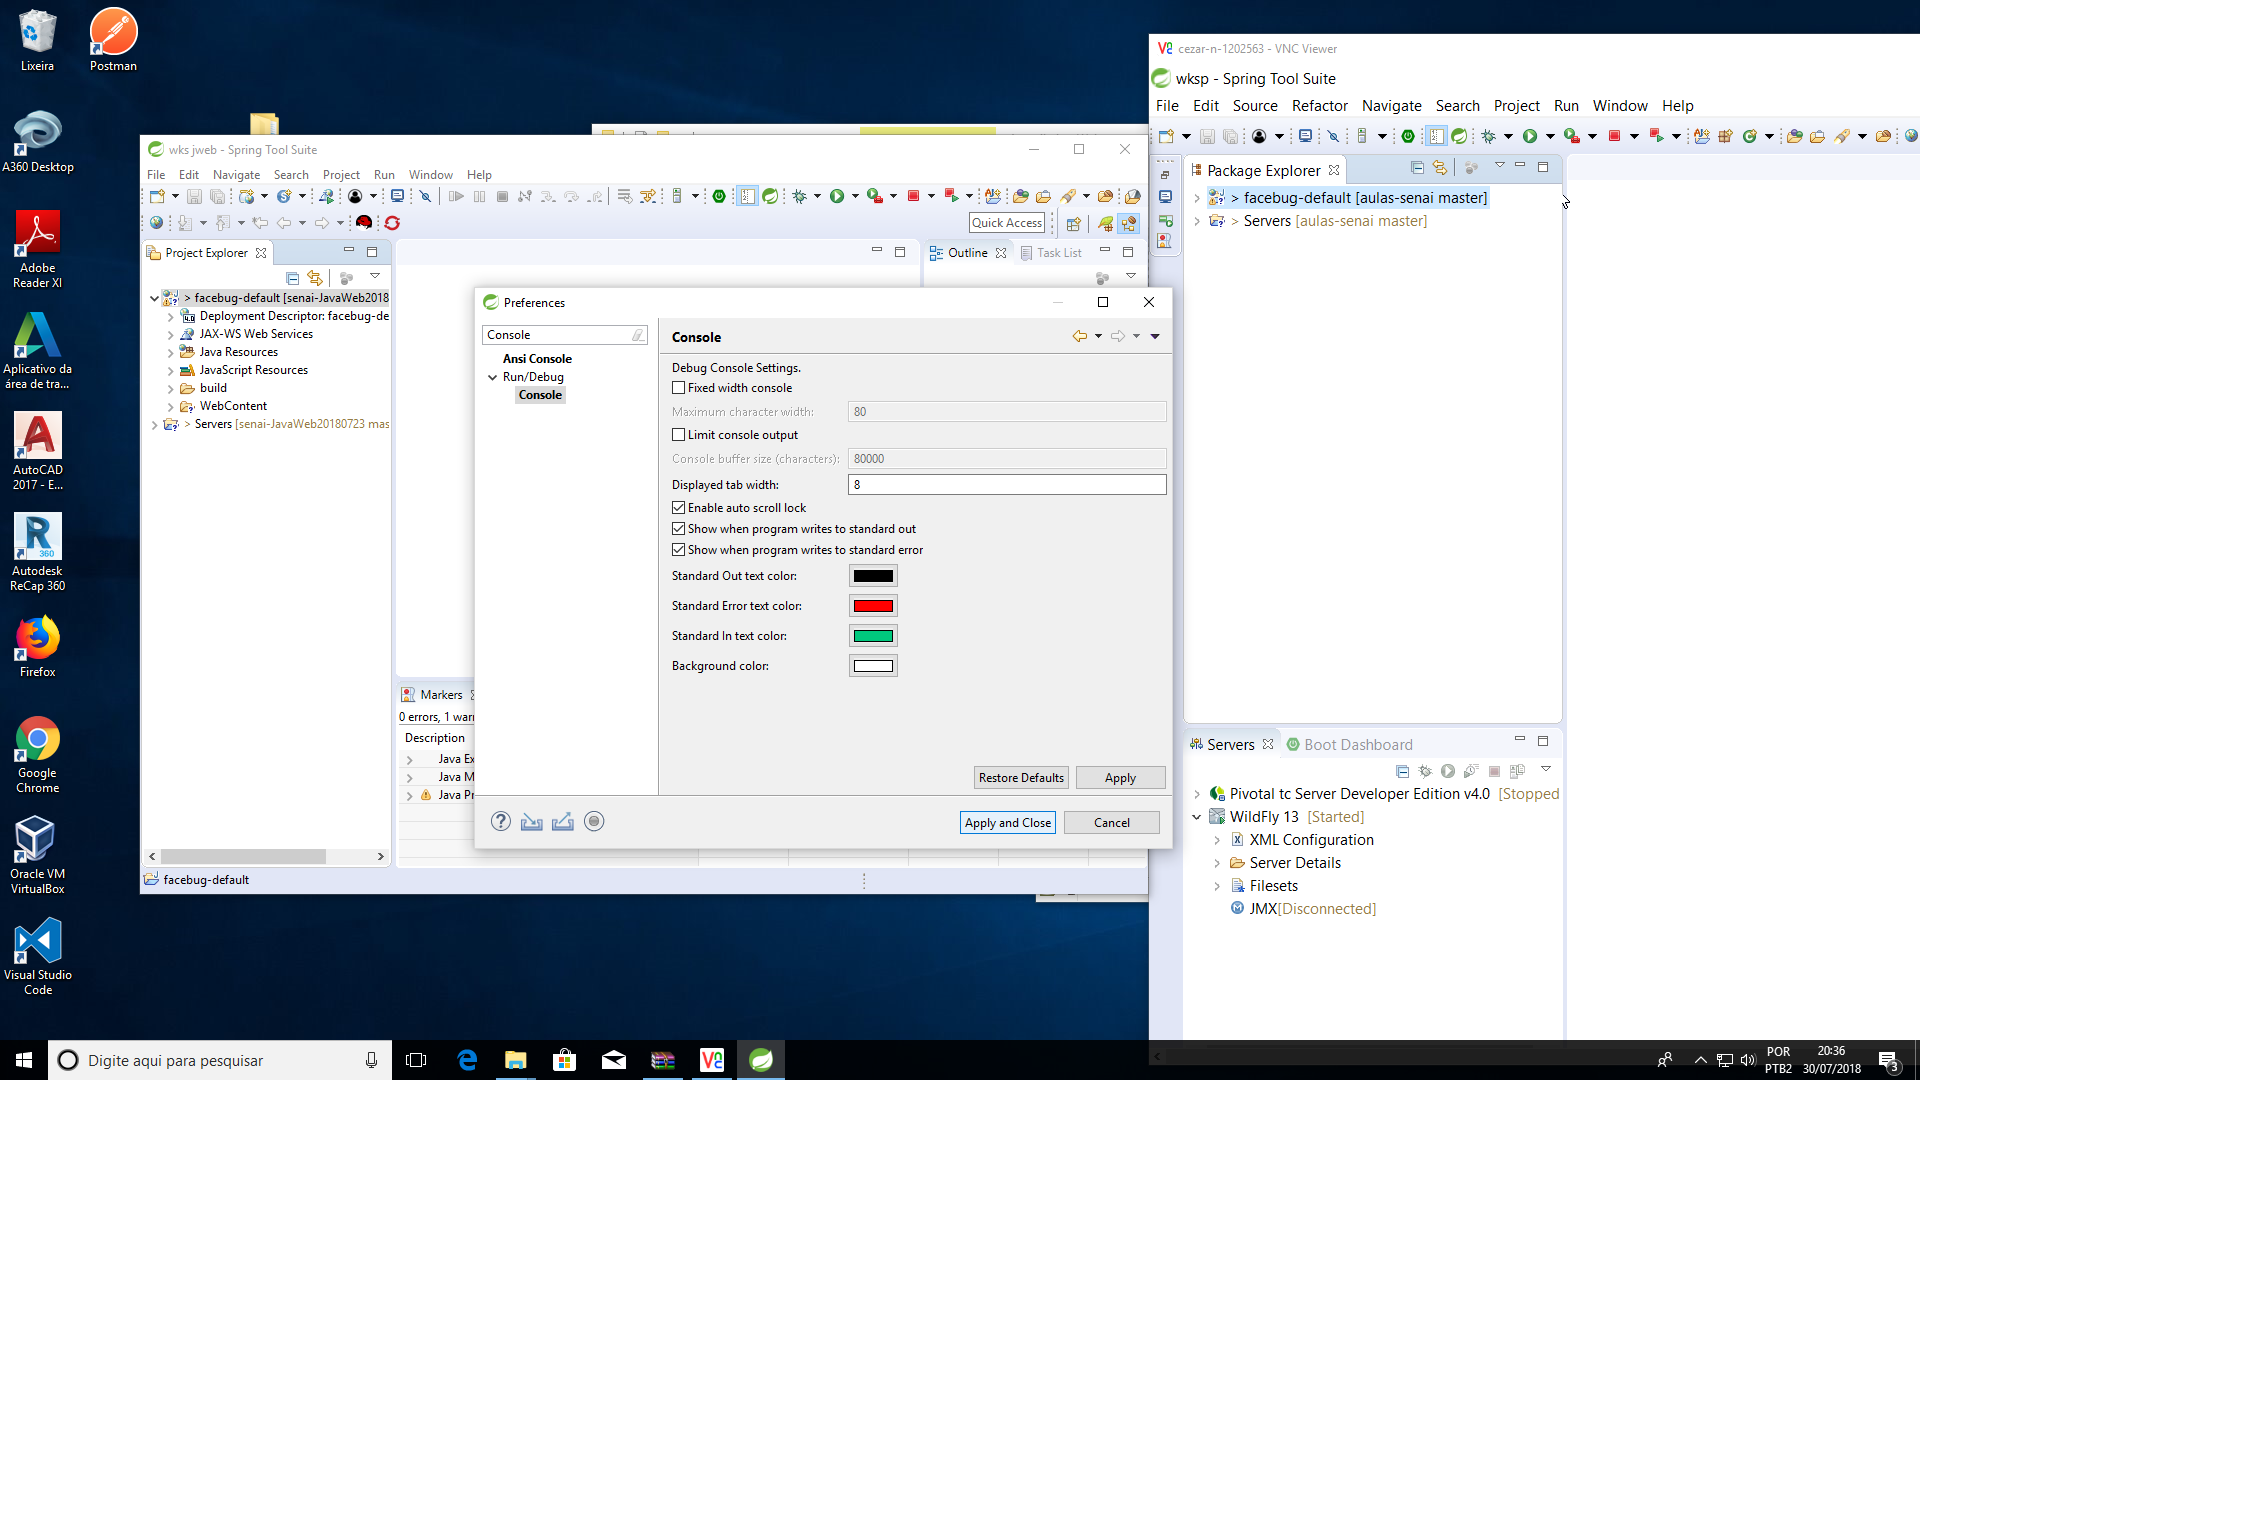 Lixeira
Postman
A360 Desktop
Adobe
Reader XI
Aplicativo da
área de tra...
AutoCAD
2017 - E...
Autodesk
ReCap 360
Firefox
Google
Chrome
Oracle VM
VirtualBox
Visual Studio
Code
wks jweb - Spring Tool Suite
File Edit Navigate Search Project Run Window Help
Quick Access
Project Explorer
> facebug-default [senai-JavaWeb2018
Deployment Descriptor: facebug-de
JAX-WS Web Services
Java Resources
JavaScript Resources
build
WebContent
> Servers [senai-JavaWeb20180723 mas
Outline
Task List
Markers
0 errors, 1 warn
Description
Java Ex
Java M
Java Pr
facebug-default
Preferences
Console
Ansi Console
Run/Debug
Console
Console
Debug Console Settings.
Fixed width console
Maximum character width: 80
Limit console output
Console buffer size (characters): 80000
Displayed tab width: 8
Enable auto scroll lock
Show when program writes to standard out
Show when program writes to standard error
Standard Out text color:
Standard Error text color:
Standard In text color:
Background color:
Restore Defaults
Apply
Apply and Close
Cancel
cezar-n-1202563 - VNC Viewer
wksp - Spring Tool Suite
File Edit Source Refactor Navigate Search Project Run Window Help
Package Explorer
> facebug-default [aulas-senai master]
> Servers [aulas-senai master]
Servers
Boot Dashboard
Pivotal tc Server Developer Edition v4.0 [Stopped
WildFly 13 [Started]
XML Configuration
Server Details
Filesets
JMX[Disconnected]
Digite aqui para pesquisar
POR
PTB2
20:36
30/07/2018
3